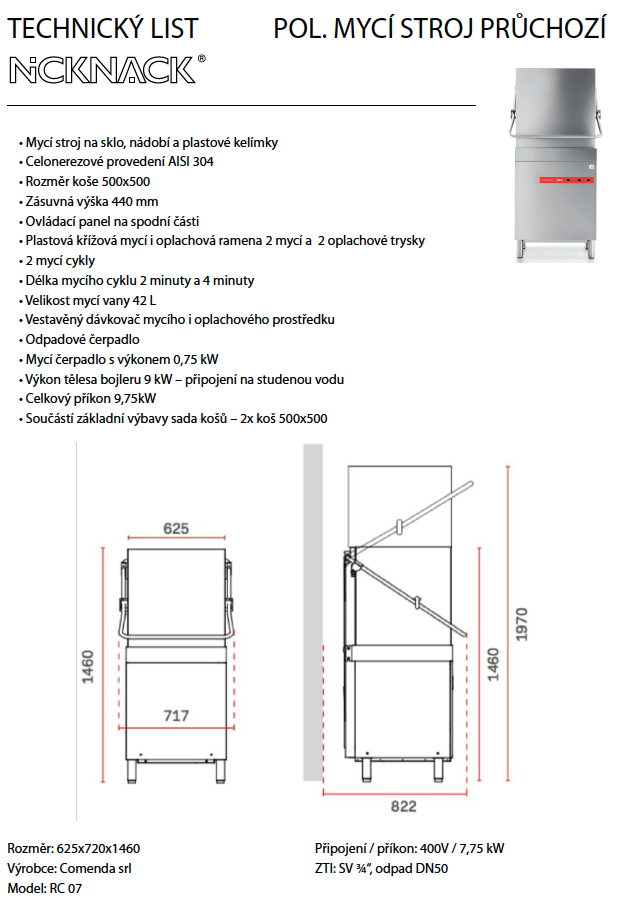 TECHNICKÝ LIST
POL. MYCÍ STROJ PRŮCHOZÍ
NICKNACK®
• Mycí stroj na sklo, nádobí a plastové kelímky
• Celonerezové provedení AISI 304
• Rozměr koše 500x500
• Zásuvná výška 440 mm
• Ovládací panel na spodní části
• Plastová křížová mycí i oplachová ramena 2 mycí a  2 oplachové trysky
• 2 mycí cykly
• Délka mycího cyklu 2 minuty a 4 minuty
• Velikost mycí vany 42 L
• Vestavěný dávkovač mycího i oplachového prostředku
• Odpadové čerpadlo
• Mycí čerpadlo s výkonem 0,75 kW
• Výkon tělesa bojleru 9 kW – připojení na studenou vodu
• Celkový příkon 9,75kW
• Součástí základní výbavy sada košů – 2x koš 500x500
625
1460
717
1460
1970
822
Rozměr: 625x720x1460
Výrobce: Comenda srl
Model: RC 07
Připojení / příkon: 400V / 7,75 kW
ZTI: SV ¾“, odpad DN50